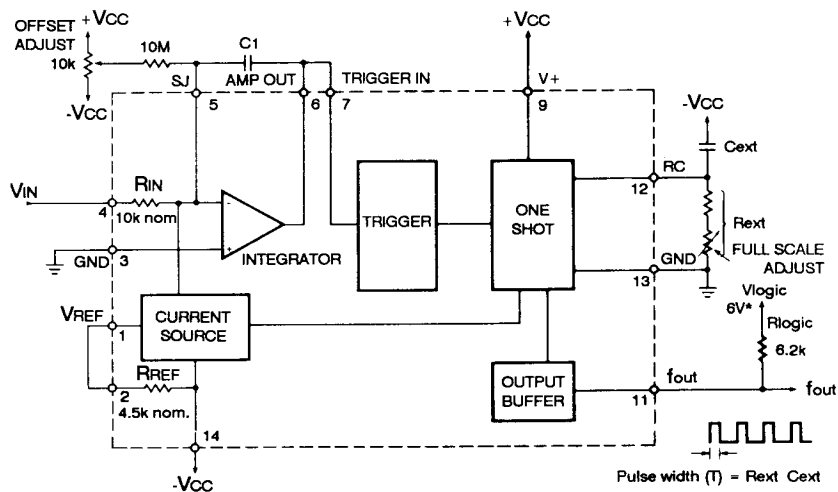 OFFSET ADJUST
+VCC
10k
-VCC
10M
C1
SJ
AMP OUT
TRIGGER IN
5
6
7
+VCC
V+
9
-VCC
Cext
RC
12
Rext
FULL SCALE ADJUST
GND
13
VIN
4
RIN
10k nom
-
+
INTEGRATOR
GND
3
TRIGGER
ONE SHOT
VREF
1
CURRENT SOURCE
2
RREF
4.5k nom.
14
-VCC
OUTPUT BUFFER
fout
11
Vlogic
6V*
Rlogic
6.2k
fout
Pulse width (T) = Rext Cext